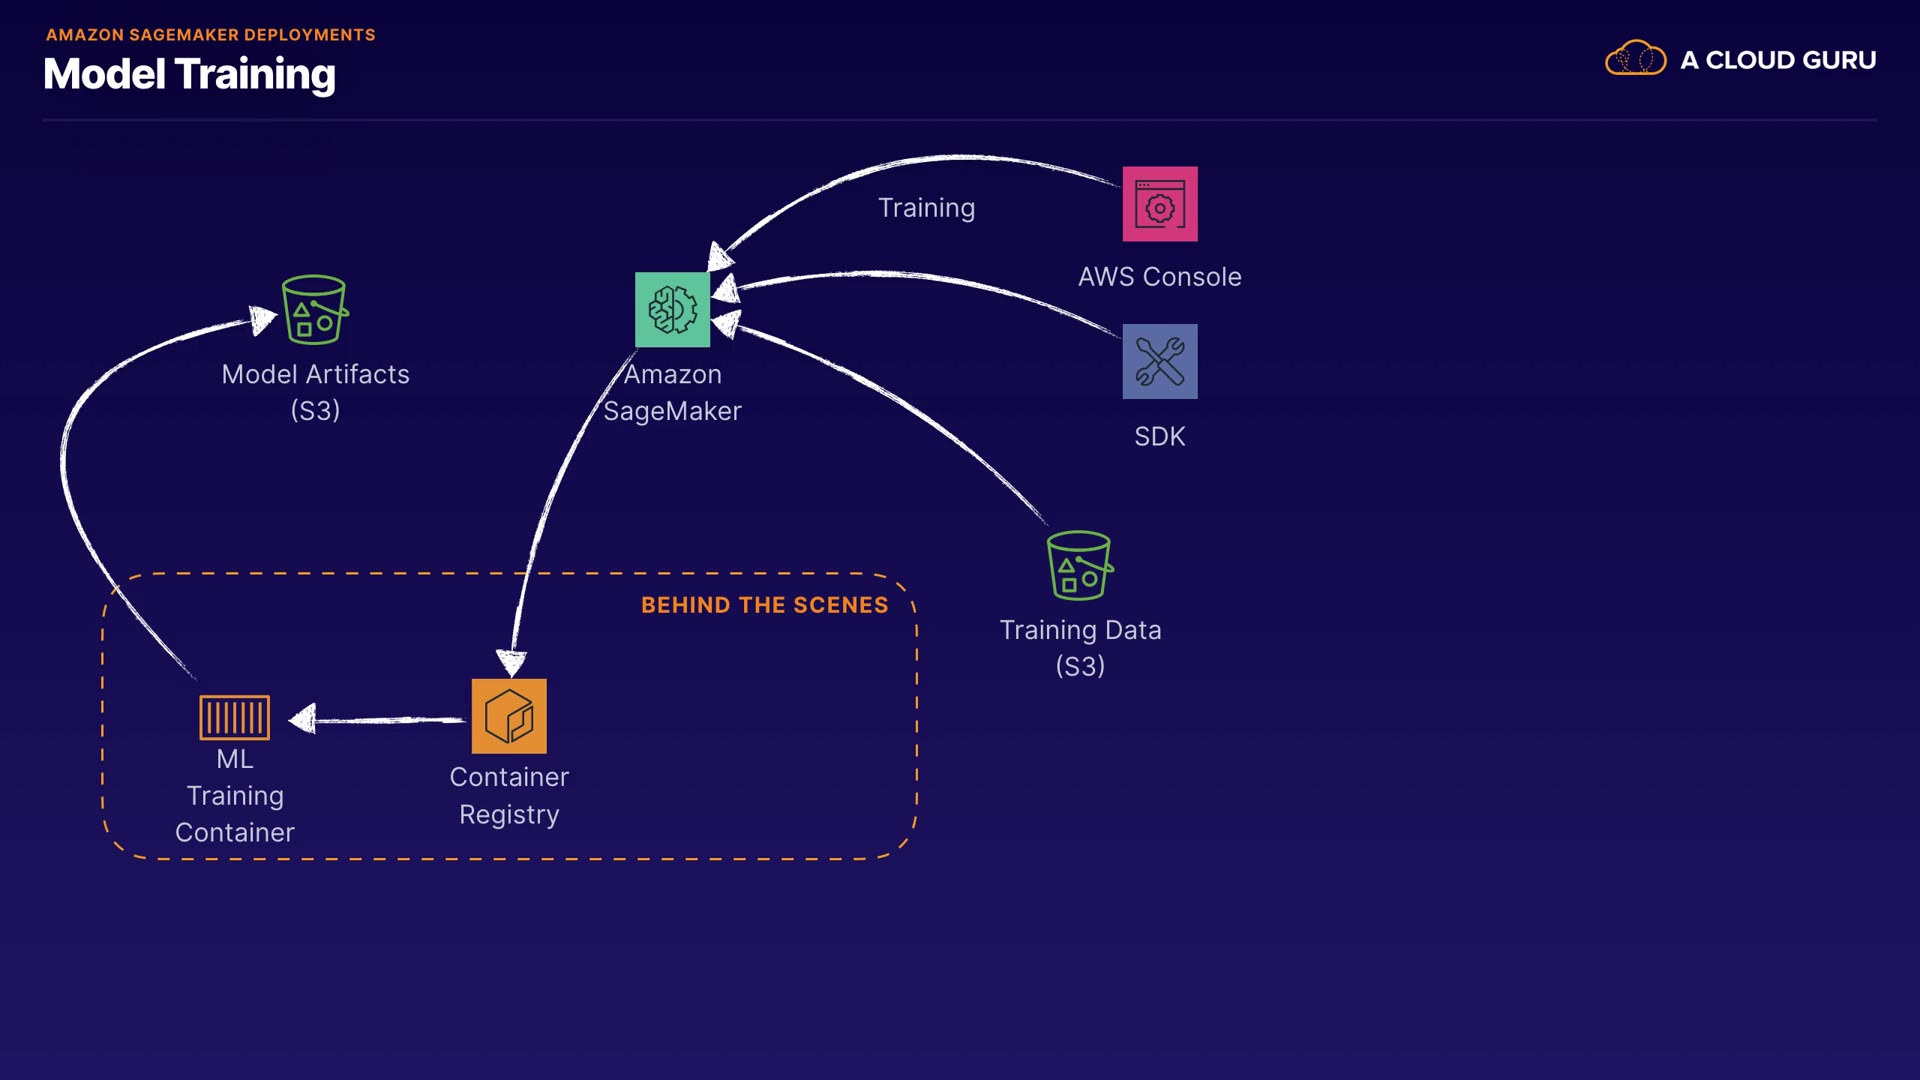 AMAZON SAGEMAKER DEPLOYMENTS
Model Training
A CLOUD GURU
Training
AWS Console
Model Artifacts
(S3)
Amazon
SageMaker
SDK
BEHIND THE SCENES
Training Data
(S3)
ML
Training
Container
Container
Registry